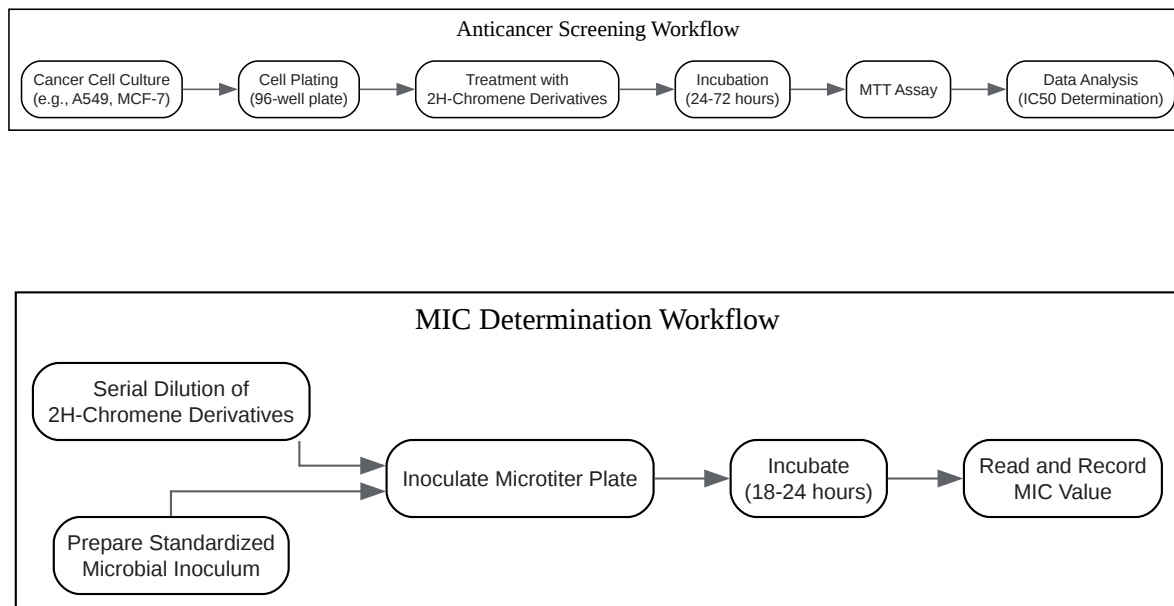 Anticancer Screening Workflow
Cancer Cell Culture
(e.g., A549, MCF-7)
Cell Plating
(96-well plate)
Treatment with
2H-Chromene Derivatives
Incubation
(24-72 hours)
MTT Assay
Data Analysis
(IC50 Determination)
MIC Determination Workflow
Serial Dilution of
2H-Chromene Derivatives
Prepare Standardized
Microbial Inoculum
Inoculate Microtiter Plate
Incubate
(18-24 hours)
Read and Record
MIC Value